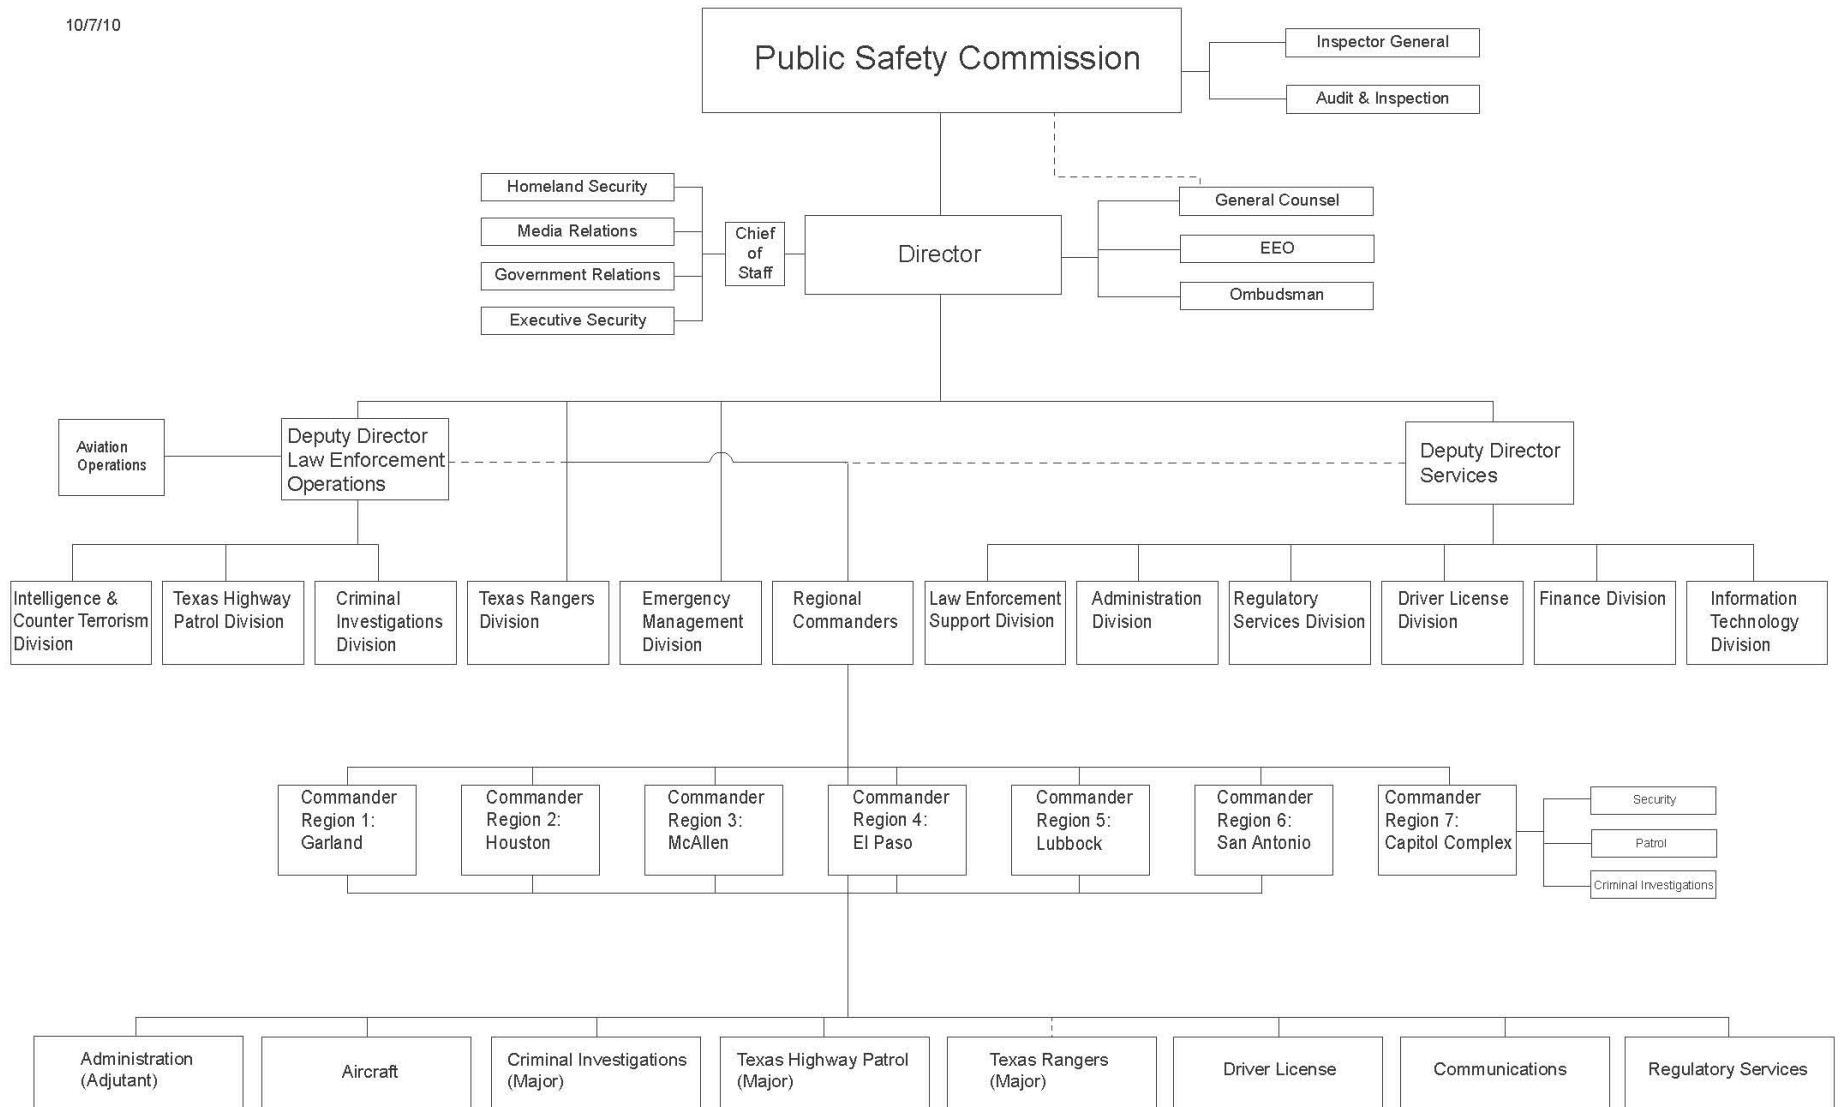 10/7/10
Public Safety Commission
Inspector General
Audit & Inspection
Homeland Security
Media Relations
Government Relations
Executive Security
Chief
of
Staff
Director
General Counsel
EEO
Ombudsman
Aviation
Operations
Deputy Director
Law Enforcement
Operations
Deputy Director
Services
Intelligence &
Counter Terrorism
Division
Texas Highway
Patrol Division
Criminal
Investigations
Division
Texas Rangers
Division
Emergency
Management
Division
Regional
Commanders
Law Enforcement
Support Division
Administration
Division
Regulatory
Services Division
Driver License
Division
Finance Division
Information
Technology
Division
Commander
Region 1:
Garland
Commander
Region 2:
Houston
Commander
Region 3:
McAllen
Commander
Region 4:
El Paso
Commander
Region 5:
Lubbock
Commander
Region 6:
San Antonio
Commander
Region 7:
Capitol Complex
Security
Patrol
Criminal Investigations
Administration
(Adjutant)
Aircraft
Criminal Investigations
(Major)
Texas Highway Patrol
(Major)
Texas Rangers
(Major)
Driver License
Communications
Regulatory Services